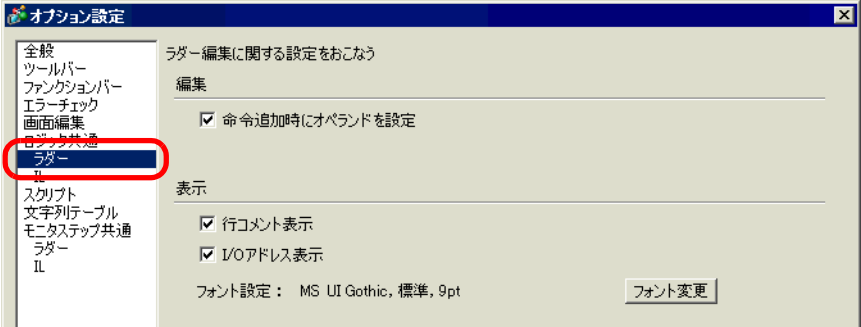 オプション設定
全般
ツールバー
ファンクションバー
エラーチェック
画面編集
ロジック共通
ラダー
IL
スクリプト
文字列テーブル
モニタステップ共通
ラダー
IL
ラダー編集に関する設定をおこなう
編集
命令追加時にオペランドを設定
表示
行コメント表示
I/Oアドレス表示
フォント設定： MS UI Gothic, 標準, 9pt
フォント変更